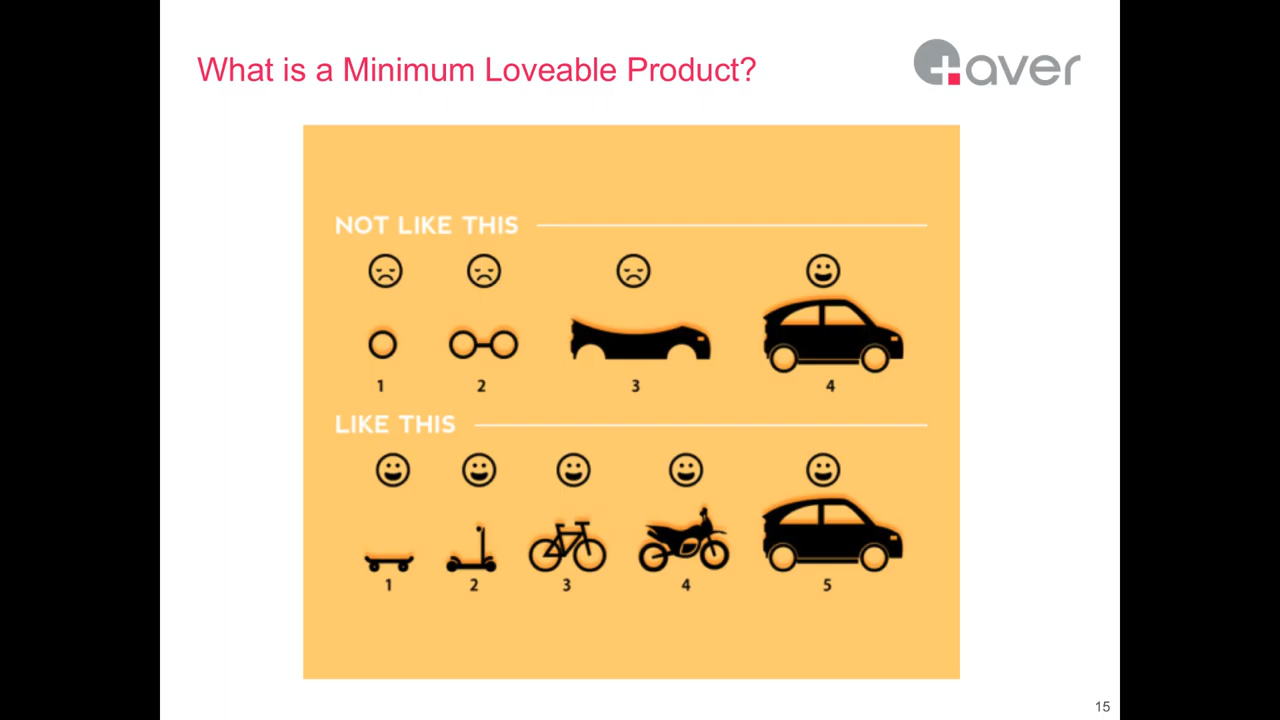 What is a Minimum Loveable Product?
aver
NOT LIKE THIS
1 2 3 4
LIKE THIS
1 2 3 4 5
15